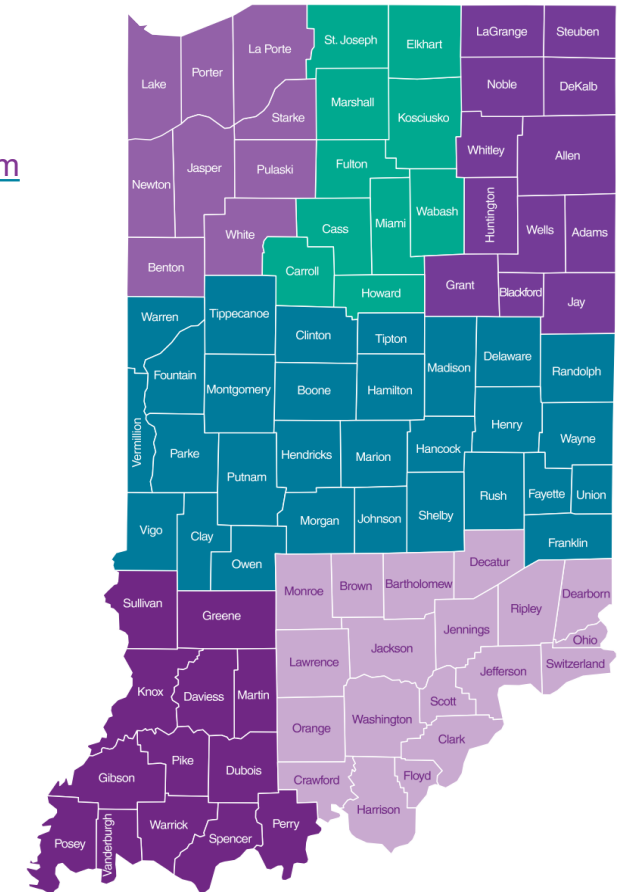 St. Joseph
Elkhart
LaGrange
Steuben
La Porte
Lake
Porter
Noble
DeKalb
Marshall
Kosciusko
Starke
Whitley
Allen
m
Newton
Jasper
Pulaski
Fulton
Huntington
Miami
Wabash
White
Cass
Wells
Adams
Benton
Carroll
Howard
Grant
Blackford
Jay
Warren
Tippecanoe
Clinton
Tipton
Madison
Delaware
Randolph
Fountain
Montgomery
Boone
Hamilton
Vermillion
Parke
Putnam
Hendricks
Marion
Hancock
Henry
Wayne
Vigo
Clay
Owen
Morgan
Johnson
Shelby
Rush
Fayette
Union
Franklin
Sullivan
Greene
Monroe
Brown
Bartholomew
Decatur
Dearborn
Ripley
Jennings
Ohio
Lawrence
Jackson
Jefferson
Switzerland
Knox
Daviess
Martin
Scott
Orange
Washington
Clark
Gibson
Pike
Dubois
Crawford
Floyd
Harrison
Posey
Vanderburgh
Warrick
Spencer
Perry